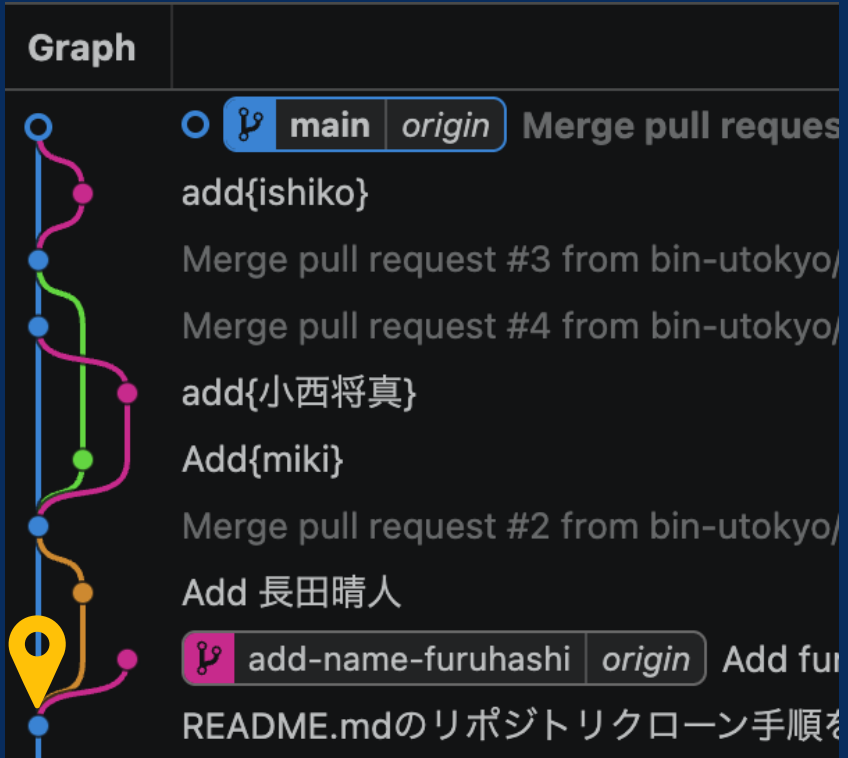 Graph
main origin Merge pull reques
add{ishiko}
Merge pull request #3 from bin-utokyo/
Merge pull request #4 from bin-utokyo/
add{小西将真}
Add{miki}
Merge pull request #2 from bin-utokyo/
Add 長田晴人
add-name-furuhashi origin Add fur
README.mdのリポジトリクローン手順を